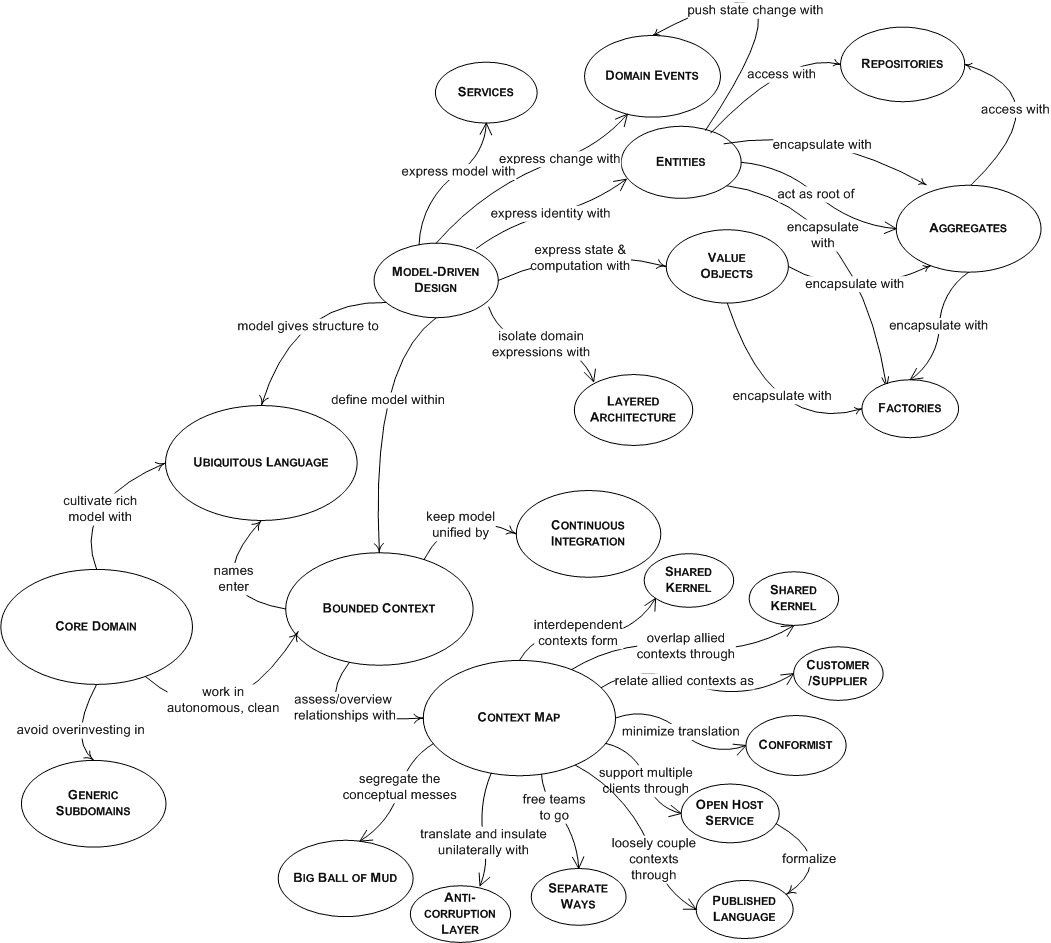 push state change with
DOMAIN EVENTS
REPOSITORIES
access with
SERVICES
access with
encapsulate with
express change with
ENTITIES
express model with
act as root of
express identity with
encapsulate
with
AGGREGATES
express state &
computation with
VALUE
OBJECTS
MODEL-DRIVEN
DESIGN
encapsulate with
model gives structure to
encapsulate with
isolate domain
expressions with
define model within
encapsulate with
LAYERED
ARCHITECTURE
FACTORIES
UBIQUITOUS LANGUAGE
cultivate rich
model with
keep model
unified by
CONTINUOUS
INTEGRATION
names
enter
SHARED
KERNEL
SHARED
KERNEL
BOUNDED CONTEXT
CORE DOMAIN
interdependent
contexts form
overlap allied
contexts through
CUSTOMER
/SUPPLIER
relate allied contexts as
work in
autonomous, clean
assess/overview
relationships with
CONTEXT MAP
avoid overinvesting in
minimize translation
CONFORMIST
segregate the
conceptual messes
support multiple
clients through
GENERIC
SUBDOMAINS
free teams
to go
OPEN HOST
SERVICE
translate and insulate
unilaterally with
loosely couple
contexts
through
formalize
BIG BALL OF MUD
SEPARATE
WAYS
ANTI-
CORRUPTION
LAYER
PUBLISHED
LANGUAGE